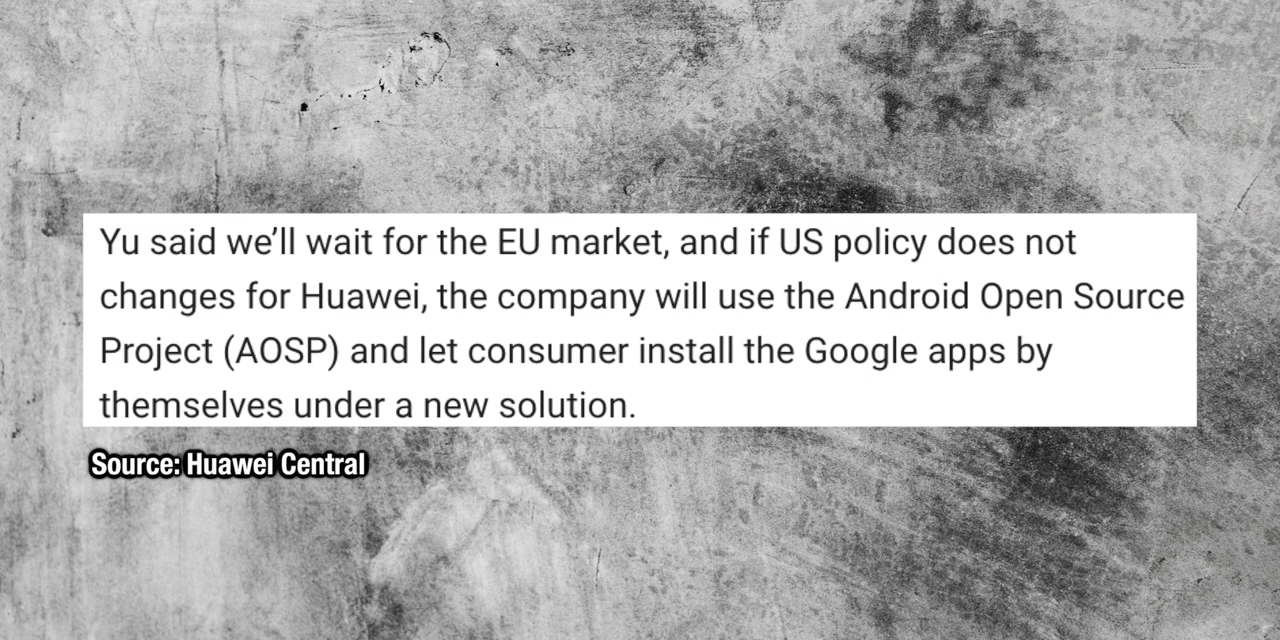 Yu said we’ll wait for the EU market, and if US policy does not
changes for Huawei, the company will use the Android Open Source
Project (AOSP) and let consumer install the Google apps by
themselves under a new solution.
Source: Huawei Central